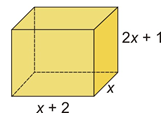 2x + 1
x
x + 2